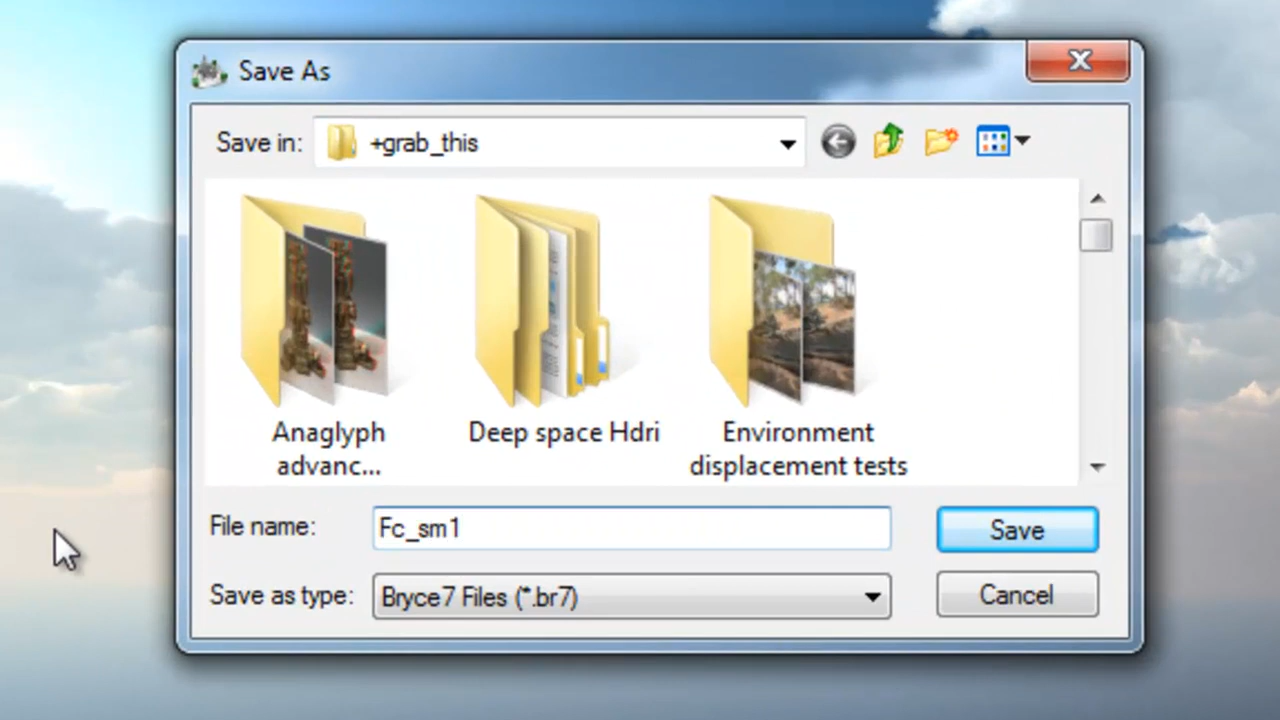 Save As
Save in: +grab_this
Anaglyph advanc...
Deep space Hdri
Environment displacement tests
File name: Fc_sm1
Save
Save as type: Bryce7 Files (*.br7)
Cancel